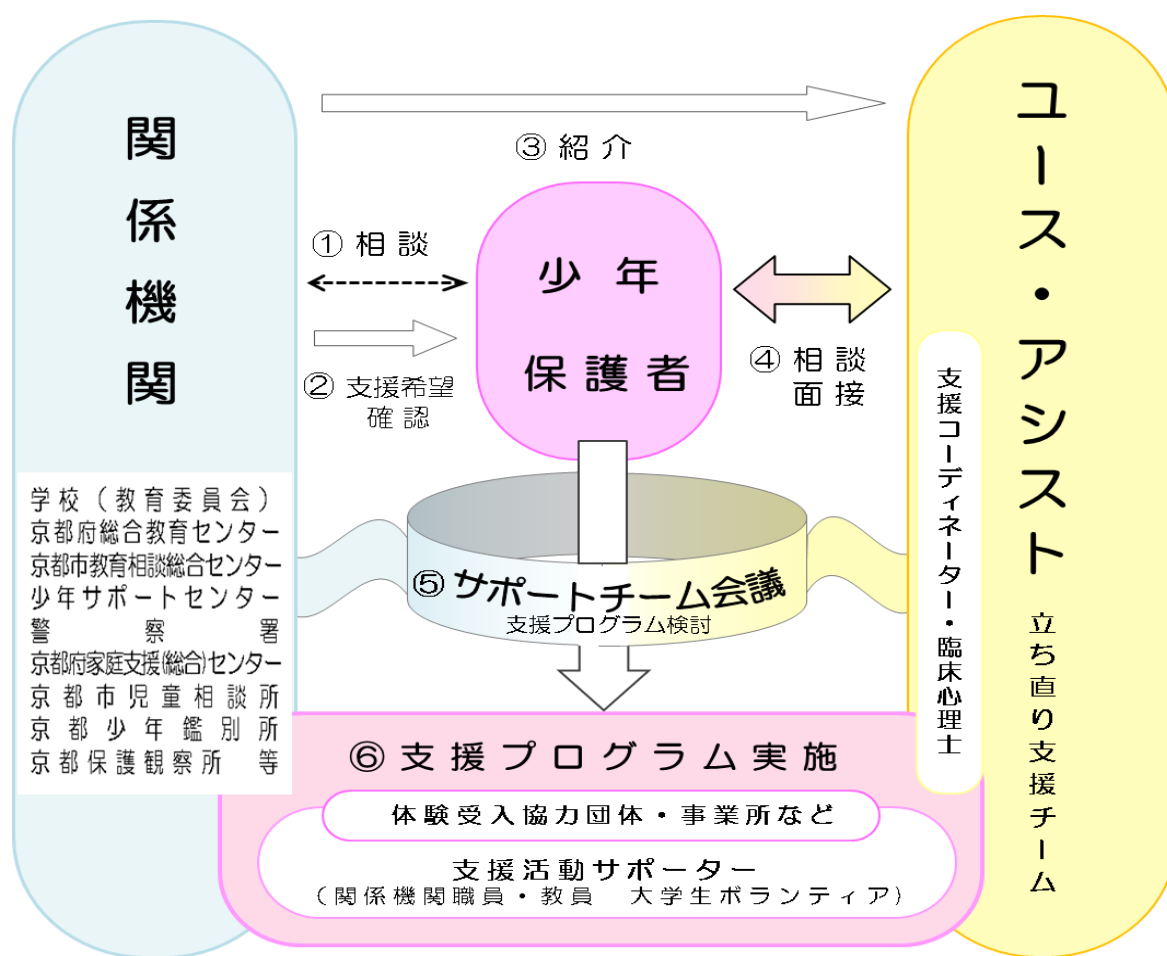 関係機関
学校(教育委員会)
京都府総合教育センター
京都市教育相談総合センター
少年サポートセンター
警察署
京都府家庭支援(総合)センター
京都市児童相談所
京都少年鑑別所
京都保護観察所 等
③紹介
①相談
②支援希望
確認
少年
保護者
④相談
面接
⑤サポートチーム会議
支援プログラム検討
⑥支援プログラム実施
体験受入協力団体・事業所など
支援活動サポーター
(関係機関職員・教員 大学生ボランティア)
ユース・アシスト 立ち直り支援チーム
支援コーディネーター・臨床心理士